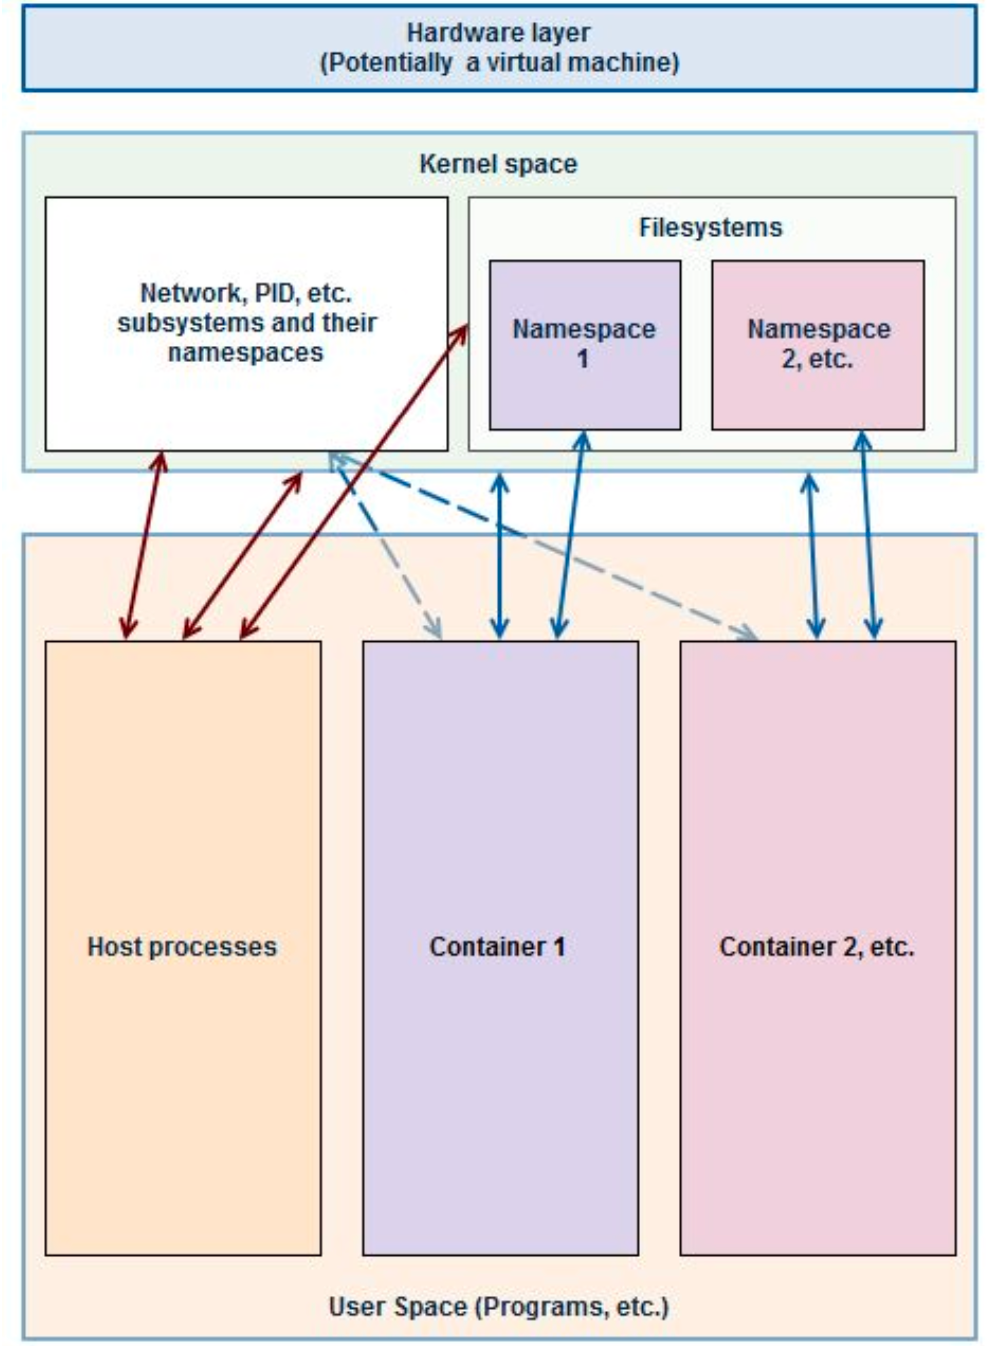 Hardware layer
(Potentially a virtual machine)
Kernel space
Network, PID, etc.
subsystems and their
namespaces
Filesystems
Namespace
1
Namespace
2, etc.
Host processes
Container 1
Container 2, etc.
User Space (Programs, etc.)